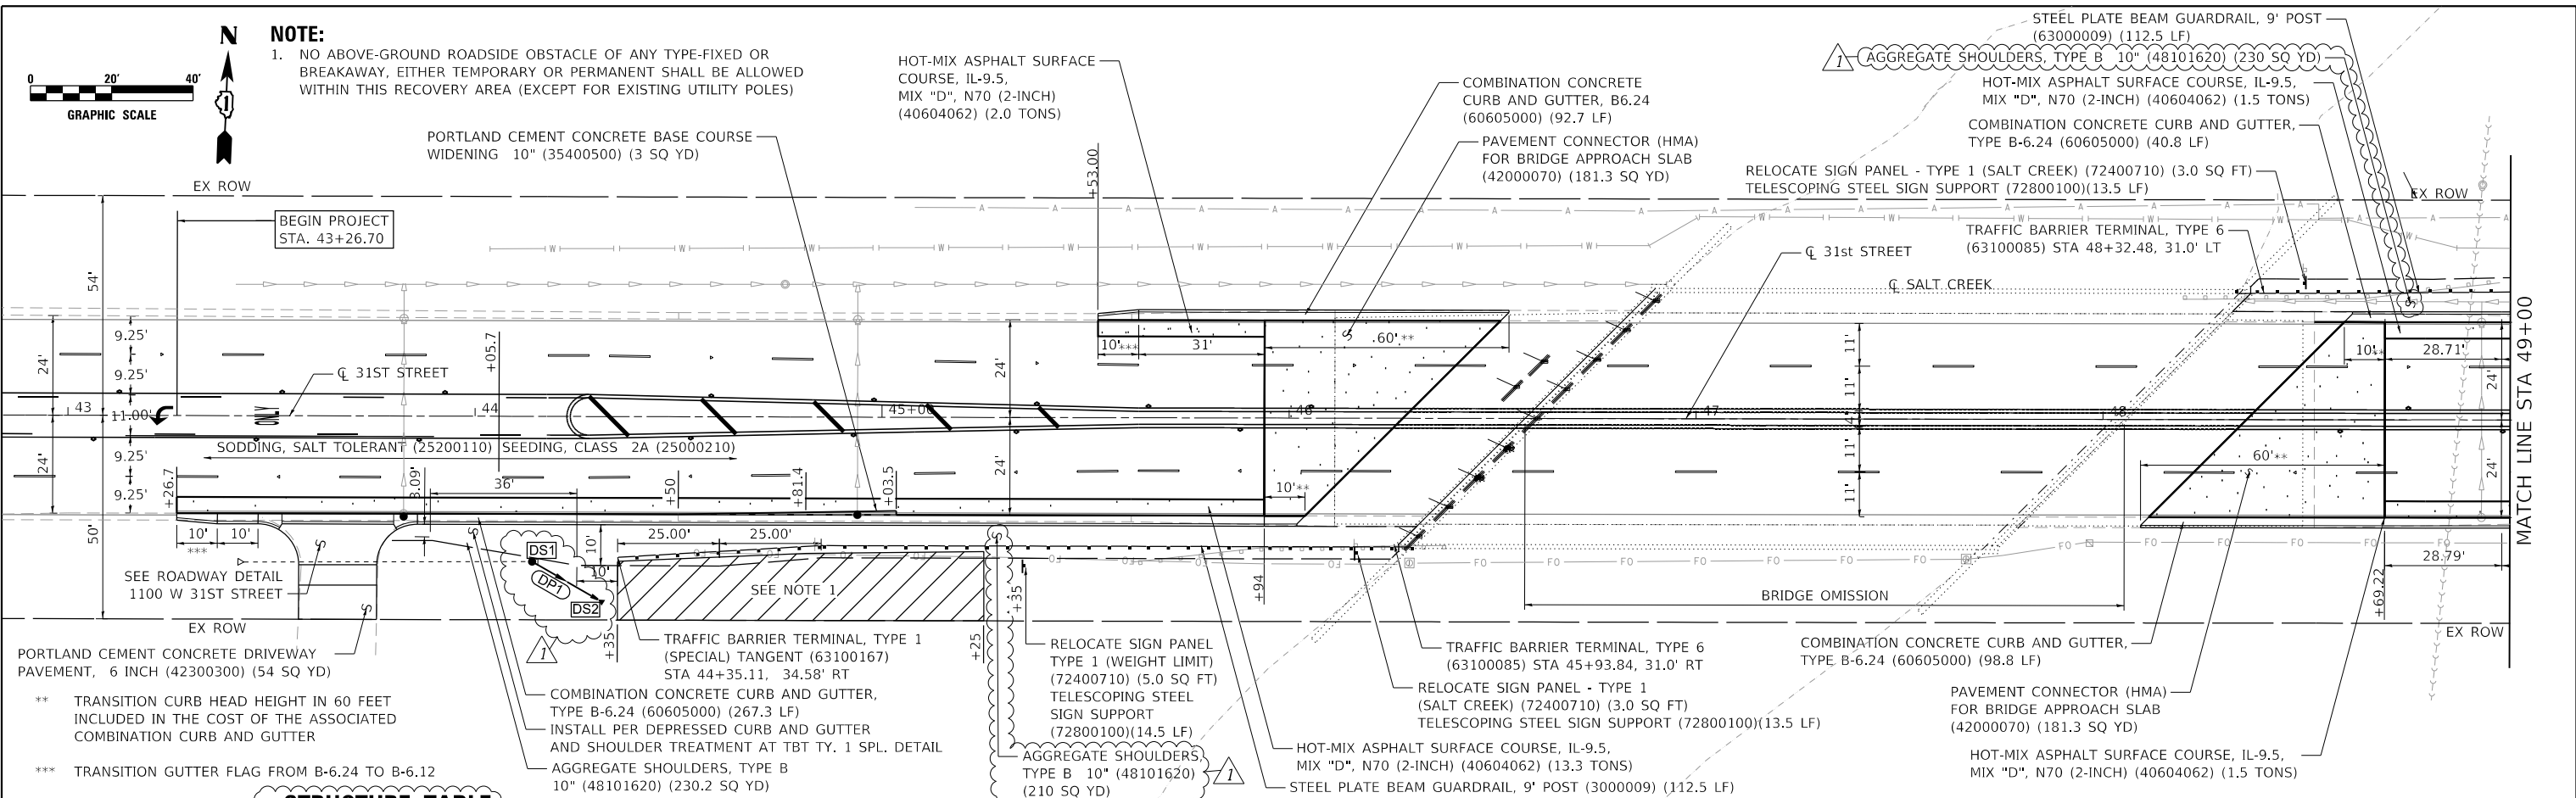 NOTE:
1. NO ABOVE-GROUND ROADSIDE OBSTACLE OF ANY TYPE-FIXED OR
BREAKAWAY, EITHER TEMPORARY OR PERMANENT SHALL BE ALLOWED
WITHIN THIS RECOVERY AREA (EXCEPT FOR EXISTING UTILITY POLES)
0 20' 40'
GRAPHIC SCALE
N
1
PORTLAND CEMENT CONCRETE BASE COURSE
WIDENING 10" (35400500) (3 SQ YD)
HOT-MIX ASPHALT SURFACE
COURSE, IL-9.5,
MIX "D", N70 (2-INCH)
(40604062) (2.0 TONS)
COMBINATION CONCRETE
CURB AND GUTTER, B6.24
(60605000) (92.7 LF)
PAVEMENT CONNECTOR (HMA)
FOR BRIDGE APPROACH SLAB
(42000070) (181.3 SQ YD)
STEEL PLATE BEAM GUARDRAIL, 9' POST
(63000009) (112.5 LF)
1
AGGREGATE SHOULDERS, TYPE B 10" (48101620) (230 SQ YD)
HOT-MIX ASPHALT SURFACE COURSE, IL-9.5,
MIX "D", N70 (2-INCH) (40604062) (1.5 TONS)
COMBINATION CONCRETE CURB AND GUTTER,
TYPE B-6.24 (60605000) (40.8 LF)
RELOCATE SIGN PANEL - TYPE 1 (SALT CREEK) (72400710) (3.0 SQ FT)
TELESCOPING STEEL SIGN SUPPORT (72800100)(13.5 LF)
EX ROW
EX ROW
BEGIN PROJECT
STA. 43+26.70
TRAFFIC BARRIER TERMINAL, TYPE 6
(63100085) STA 48+32.48, 31.0' LT
℄ 31st STREET
℄ SALT CREEK
+53.00
54'
24'
9.25'
9.25'
11.00'
9.25'
9.25'
24'
50'
℄ 31ST STREET
+05.7
43
44
45+00
46
47
48
ONLY
10'***
31'
60'**
24'
24'
11'
11'
4'
11'
11'
10'**
28.71'
24'
24'
MATCH LINE STA 49+00
SODDING, SALT TOLERANT (25200110) SEEDING, CLASS 2A (25000210)
+26.7
36'
+50
+81.4
+03.5
10'**
60'**
10'
10'
***
10'
25.00'
25.00'
10'
28.79'
SEE ROADWAY DETAIL
1100 W 31ST STREET
DS1
DP1
DS2
1
SEE NOTE 1
+35
+25
+35
+94
BRIDGE OMISSION
+69.22
EX ROW
EX ROW
PORTLAND CEMENT CONCRETE DRIVEWAY
PAVEMENT, 6 INCH (42300300) (54 SQ YD)
** TRANSITION CURB HEAD HEIGHT IN 60 FEET
INCLUDED IN THE COST OF THE ASSOCIATED
COMBINATION CURB AND GUTTER
*** TRANSITION GUTTER FLAG FROM B-6.24 TO B-6.12
TRAFFIC BARRIER TERMINAL, TYPE 1
(SPECIAL) TANGENT (63100167)
STA 44+35.11, 34.58' RT
COMBINATION CONCRETE CURB AND GUTTER,
TYPE B-6.24 (60605000) (267.3 LF)
INSTALL PER DEPRESSED CURB AND GUTTER
AND SHOULDER TREATMENT AT TBT TY. 1 SPL. DETAIL
AGGREGATE SHOULDERS, TYPE B
10" (48101620) (230.2 SQ YD)
RELOCATE SIGN PANEL
TYPE 1 (WEIGHT LIMIT)
(72400710) (5.0 SQ FT)
TELESCOPING STEEL
SIGN SUPPORT
(72800100)(14.5 LF)
AGGREGATE SHOULDERS,
TYPE B 10" (48101620)
(210 SQ YD)
1
TRAFFIC BARRIER TERMINAL, TYPE 6
(63100085) STA 45+93.84, 31.0' RT
RELOCATE SIGN PANEL - TYPE 1
(SALT CREEK) (72400710) (3.0 SQ FT)
TELESCOPING STEEL SIGN SUPPORT (72800100)(13.5 LF)
HOT-MIX ASPHALT SURFACE COURSE, IL-9.5,
MIX "D", N70 (2-INCH) (40604062) (13.3 TONS)
STEEL PLATE BEAM GUARDRAIL, 9' POST (3000009) (112.5 LF)
COMBINATION CONCRETE CURB AND GUTTER,
TYPE B-6.24 (60605000) (98.8 LF)
PAVEMENT CONNECTOR (HMA)
FOR BRIDGE APPROACH SLAB
(42000070) (181.3 SQ YD)
HOT-MIX ASPHALT SURFACE COURSE, IL-9.5,
MIX "D", N70 (2-INCH) (40604062) (1.5 TONS)
STRUCTURE TABLE